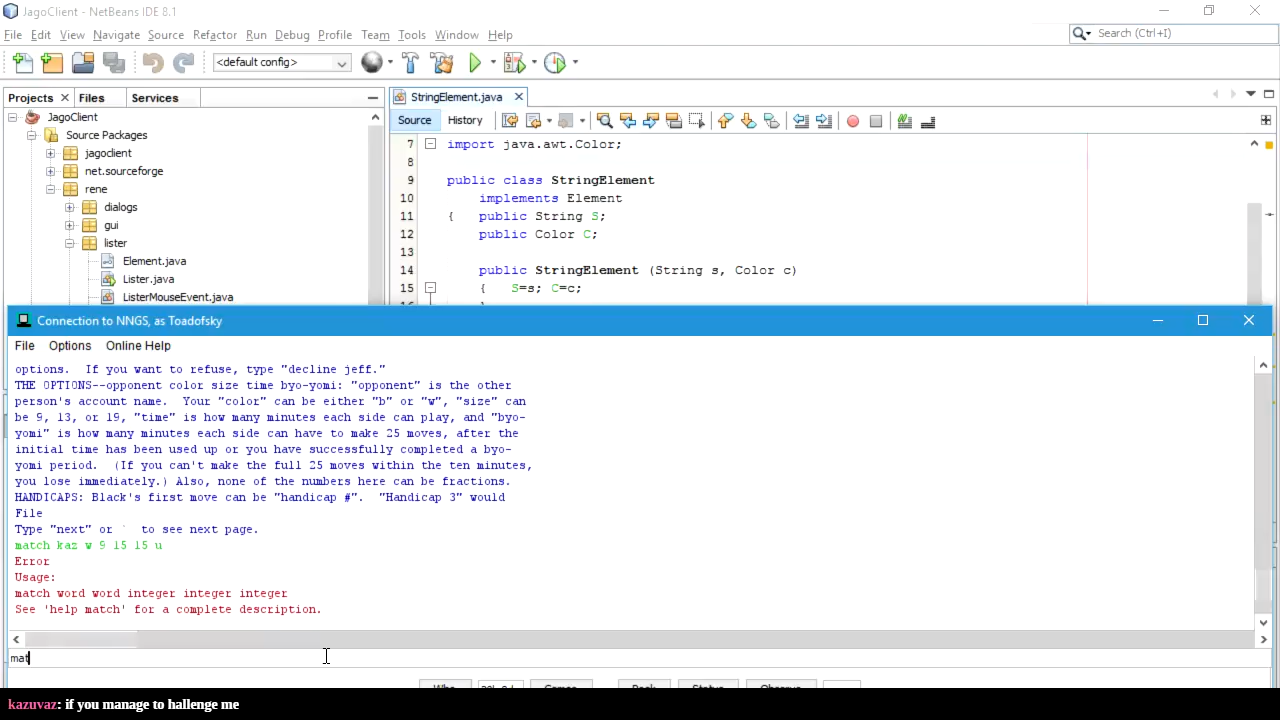 JagoClient - NetBeans IDE 8.1
File Edit View Navigate Source Refactor Run Debug Profile Team Tools Window Help
Search (Ctrl+I)
<default config>
Projects Files Services
StringElement.java
JagoClient
Source Packages
jagoclient
net.sourceforge
rene
dialogs
gui
lister
Element.java
Lister.java
ListerMouseEvent.java
Source History
7 import java.awt.Color;
8
9 public class StringElement
10 implements Element
11 { public String S;
12 public Color C;
13
14 public StringElement (String s, Color c)
15 { S=s; C=c;
Connection to NNGS, as Toadofsky
File Options Online Help
options. If you want to refuse, type "decline jeff."
THE OPTIONS--opponent color size time byo-yomi: "opponent" is the other
person's account name. Your "color" can be either "b" or "w", "size" can
be 9, 13, or 19, "time" is how many minutes each side can play, and "byo-
yomi" is how many minutes each side can have to make 25 moves, after the
initial time has been used up or you have successfully completed a byo-
yomi period. (If you can't make the full 25 moves within the ten minutes,
you lose immediately.) Also, none of the numbers here can be fractions.
HANDICAPS: Black's first move can be "handicap #". "Handicap 3" would
File
Type "next" or ` to see next page.
match kaz w 9 15 15 u
Error
Usage:
match word word integer integer integer
See 'help match' for a complete description.
mat
Who Games Peek Status Observe
kazuvaz: if you manage to hallenge me